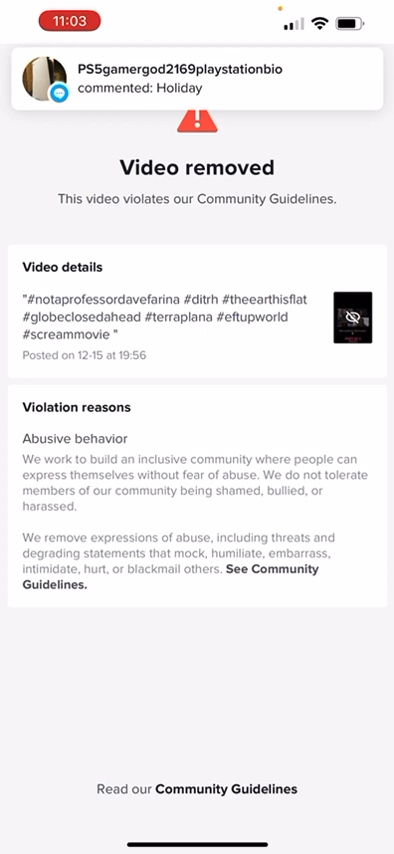 11:03
PS5gamergod2169playstationbio
commented: Holiday
Video removed
This video violates our Community Guidelines.
Video details
"#notaprofessordavefarina #ditrh #theearthisflat
#globeclosedahead #terraplana #eftupworld
#screammovie "
Posted on 12-15 at 19:56
Violation reasons
Abusive behavior
We work to build an inclusive community where people can
express themselves without fear of abuse. We do not tolerate
members of our community being shamed, bullied, or
harassed.
We remove expressions of abuse, including threats and
degrading statements that mock, humiliate, embarrass,
intimidate, hurt, or blackmail others. See Community
Guidelines.
Read our Community Guidelines